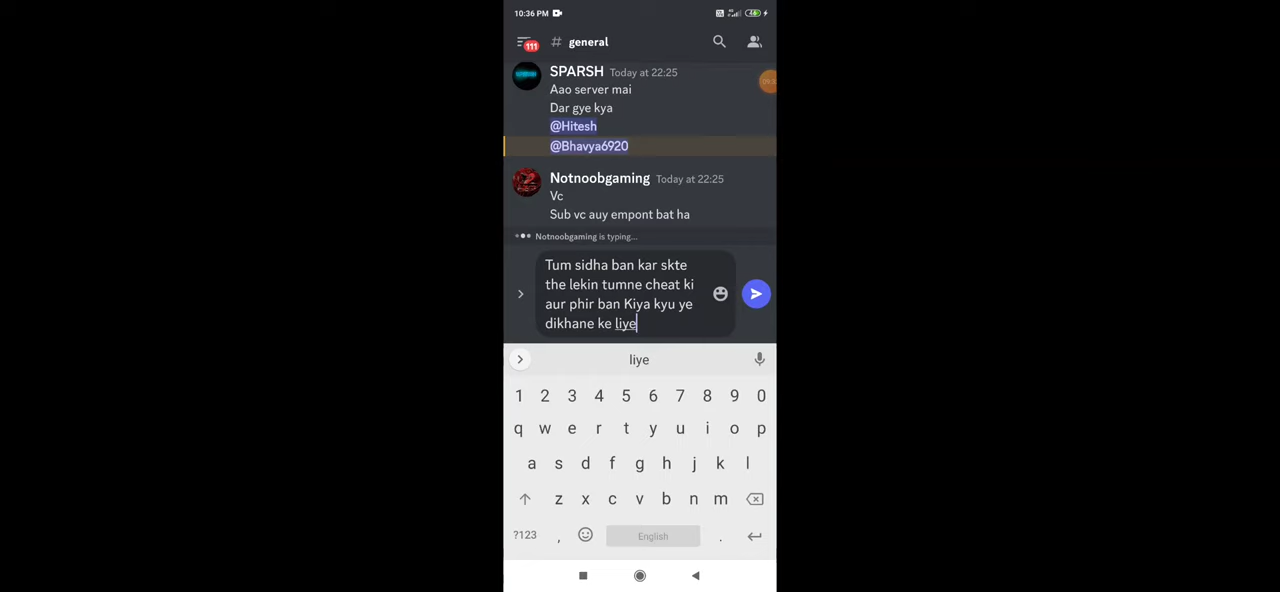 10:36 PM
44
111
# general
SPARSH Today at 22:25
Aao server mai
Dar gye kya
@Hitesh
@Bhavya6920
Notnoobgaming Today at 22:25
Vc
Sub vc auy empont bat ha
Notnoobgaming is typing...
Tum sidha ban kar skte
the lekin tumne cheat ki
aur phir ban Kiya kyu ye
dikhane ke liye
liye
1 2 3 4 5 6 7 8 9 0
q w e r t y u i o p
a s d f g h j k l
z x c v b n m
?123 , English .